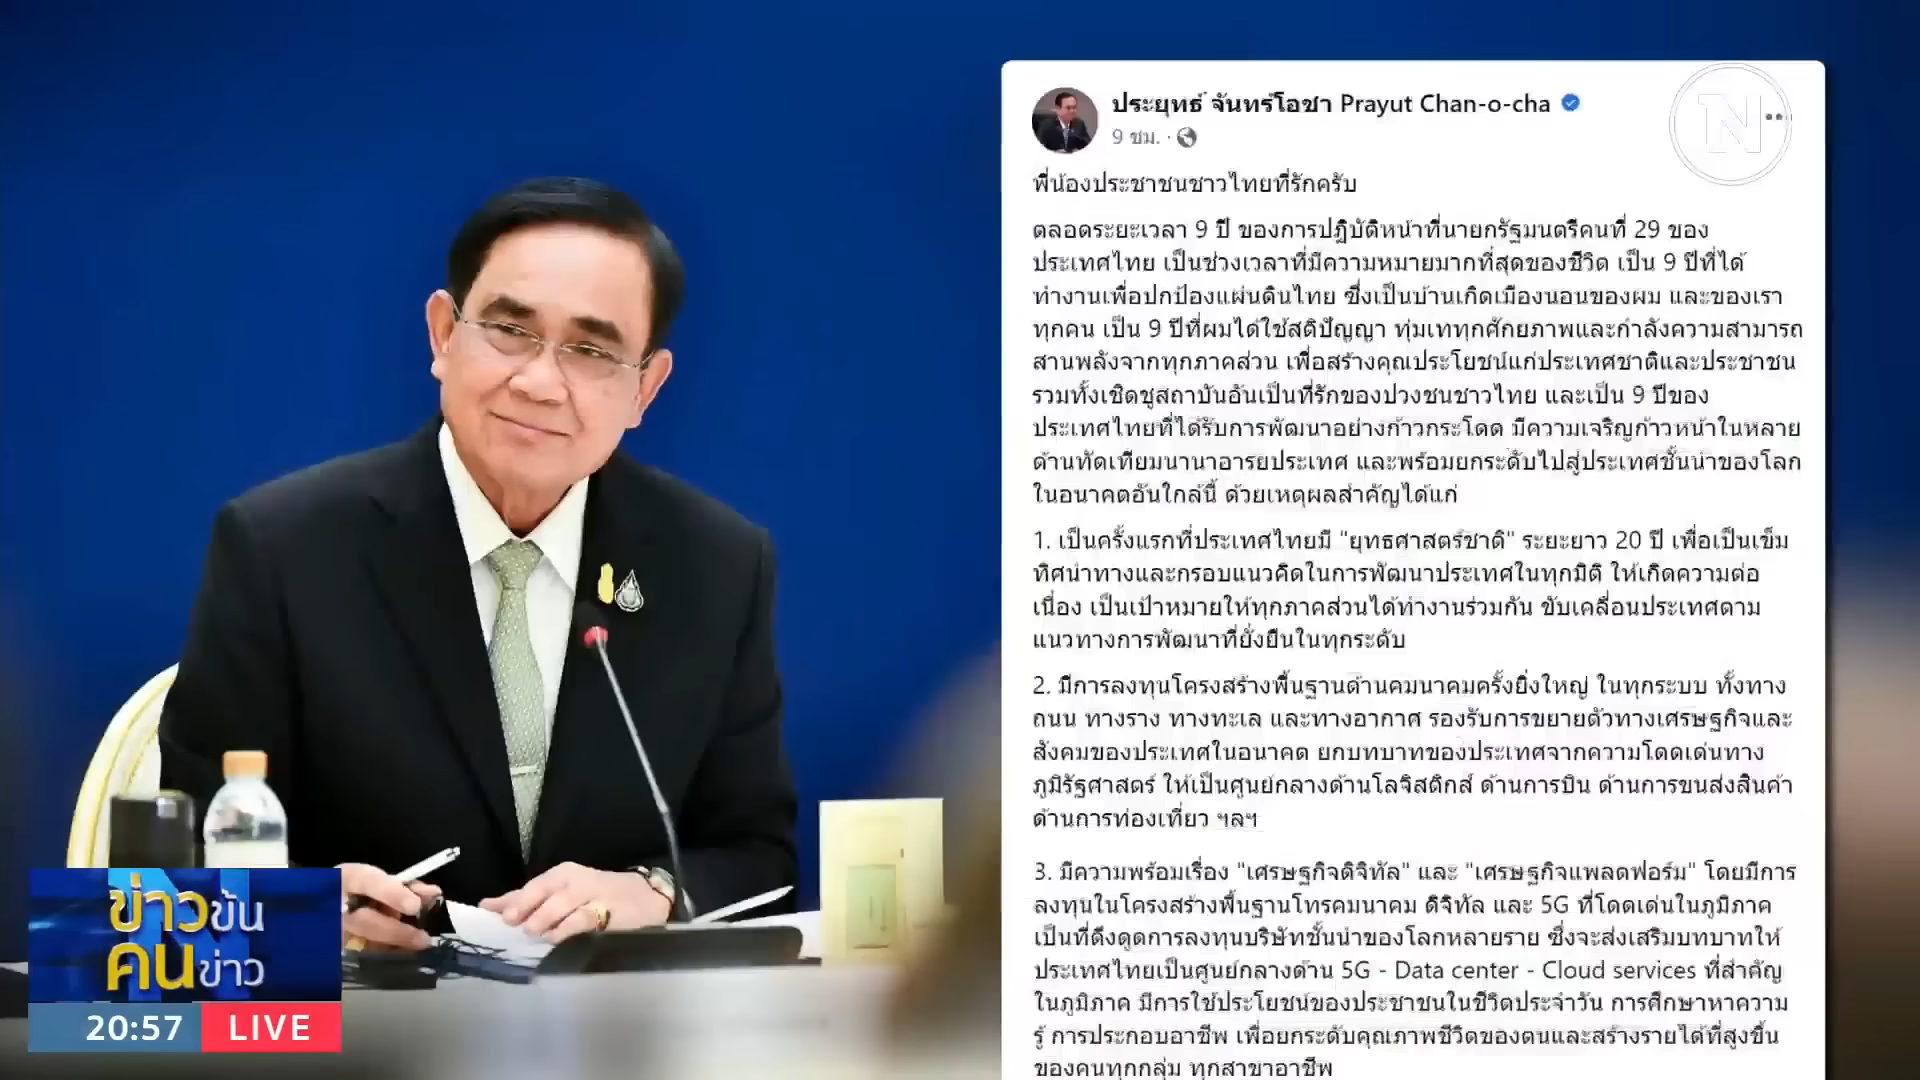 ประยุทธ์ จันทร์โอชา Prayut Chan-o-cha
9 ชม.
N
พี่น้องประชาชนชาวไทยที่รักครับ
ตลอดระยะเวลา 9 ปี ของการปฏิบัติหน้าที่นายกรัฐมนตรีคนที่ 29 ของ
ประเทศไทย เป็นช่วงเวลาที่มีความหมายมากที่สุดของชีวิต เป็น 9 ปีที่ได้
ทำงานเพื่อปกป้องแผ่นดินไทย ซึ่งเป็นบ้านเกิดเมืองนอนของผม และของเรา
ทุกคน เป็น 9 ปีที่ผมได้ใช้สติปัญญา ทุ่มเททุกศักยภาพและกำลังความสามารถ
สานพลังจากทุกภาคส่วน เพื่อสร้างคุณประโยชน์แก่ประเทศชาติและประชาชน
รวมทั้งเชิดชูสถาบันอันเป็นที่รักของปวงชนชาวไทย และเป็น 9 ปีของ
ประเทศไทยที่ได้รับการพัฒนาอย่างก้าวกระโดด มีความเจริญก้าวหน้าในหลาย
ด้านทัดเทียมนานาอารยประเทศ และพร้อมยกระดับไปสู่ประเทศชั้นนำของโลก
ในอนาคตอันใกล้นี้ ด้วยเหตุผลสำคัญได้แก่
1. เป็นครั้งแรกที่ประเทศไทยมี "ยุทธศาสตร์ชาติ" ระยะยาว 20 ปี เพื่อเป็นเข็ม
ทิศนำทางและกรอบแนวคิดในการพัฒนาประเทศในทุกมิติ ให้เกิดความต่อ
เนื่อง เป็นเป้าหมายให้ทุกภาคส่วนได้ทำงานร่วมกัน ขับเคลื่อนประเทศตาม
แนวทางการพัฒนาที่ยั่งยืนในทุกระดับ
2. มีการลงทุนโครงสร้างพื้นฐานด้านคมนาคมครั้งยิ่งใหญ่ ในทุกระบบ ทั้งทาง
ถนน ทางราง ทางทะเล และทางอากาศ รองรับการขยายตัวทางเศรษฐกิจและ
สังคมของประเทศในอนาคต ยกบทบาทของประเทศจากความโดดเด่นทาง
ภูมิรัฐศาสตร์ ให้เป็นศูนย์กลางด้านโลจิสติกส์ ด้านการบิน ด้านการขนส่งสินค้า
ด้านการท่องเที่ยว ฯลฯ
3. มีความพร้อมเรื่อง "เศรษฐกิจดิจิทัล" และ "เศรษฐกิจแพลตฟอร์ม" โดยมีการ
ลงทุนในโครงสร้างพื้นฐานโทรคมนาคม ดิจิทัล และ 5G ที่โดดเด่นในภูมิภาค
เป็นที่ดึงดูดการลงทุนบริษัทชั้นนำของโลกหลายราย ซึ่งจะส่งเสริมบทบาทให้
ประเทศไทยเป็นศูนย์กลางด้าน 5G - Data center - Cloud services ที่สำคัญ
ในภูมิภาค มีการใช้ประโยชน์ของประชาชนในชีวิตประจำวัน การศึกษาหาความ
รู้ การประกอบอาชีพ เพื่อยกระดับคุณภาพชีวิตของตนและสร้างรายได้ที่สูงขึ้น
ของคนทุกกลุ่ม ทุกสาขาอาชีพ
ข่าวข้น
คนข่าว
20:57 LIVE